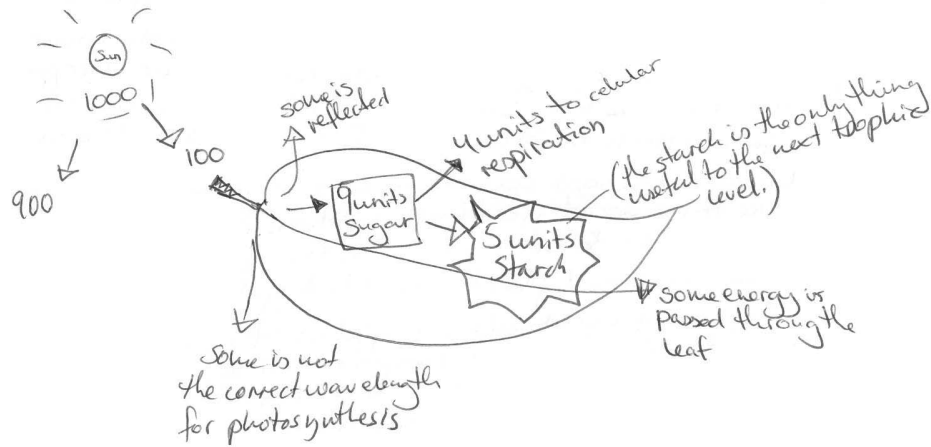 Sun
1000
900
100
some is
reflected
4 units to celular
respiration
9 units
Sugar
5 units
Starch
(the starch is the only thing
useful to the next trophic
level.)
some energy is
passed through the
leaf
Some is not
the correct wavelength
for photosynthesis